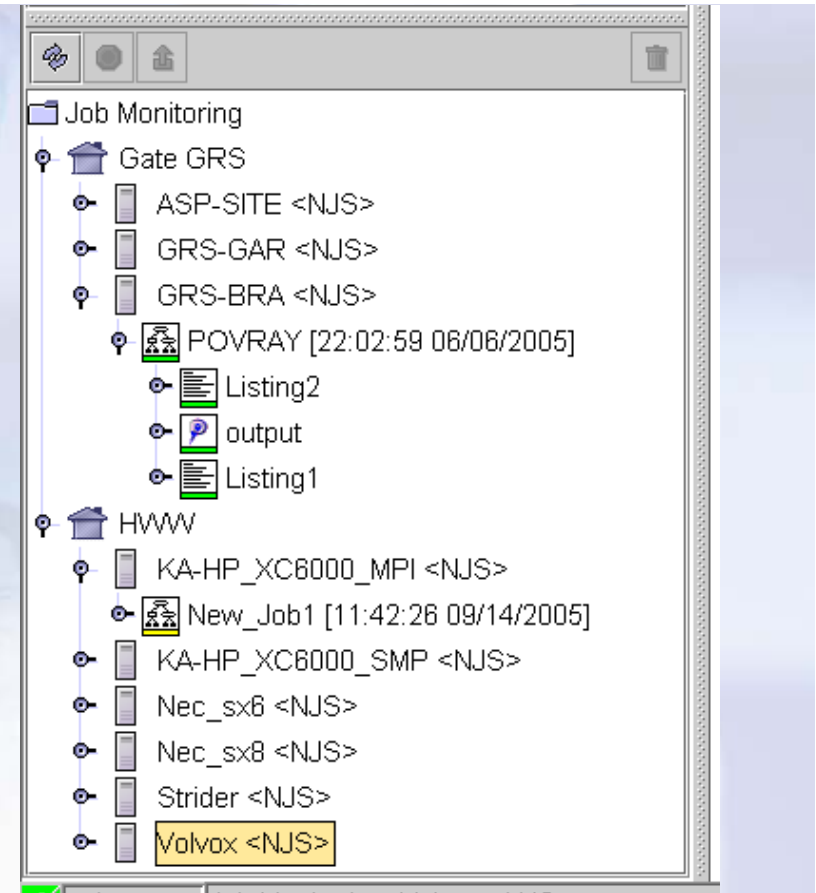 Job Monitoring
Gate GRS
ASP-SITE <NJS>
GRS-GAR <NJS>
GRS-BRA <NJS>
POVRAY [22:02:59 06/06/2005]
Listing2
output
Listing1
HWW
KA-HP_XC6000_MPI <NJS>
New_Job1 [11:42:26 09/14/2005]
KA-HP_XC6000_SMP <NJS>
Nec_sx6 <NJS>
Nec_sx8 <NJS>
Strider <NJS>
Volvox <NJS>